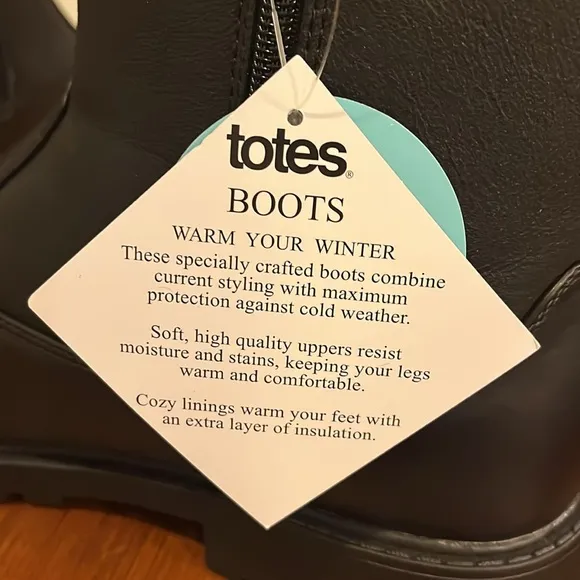 totes®
BOOTS
WARM YOUR WINTER
These specially crafted boots combine
current styling with maximum
protection against cold weather.
Soft, high quality uppers resist
moisture and stains, keeping your legs
warm and comfortable.
Cozy linings warm your feet with
an extra layer of insulation.